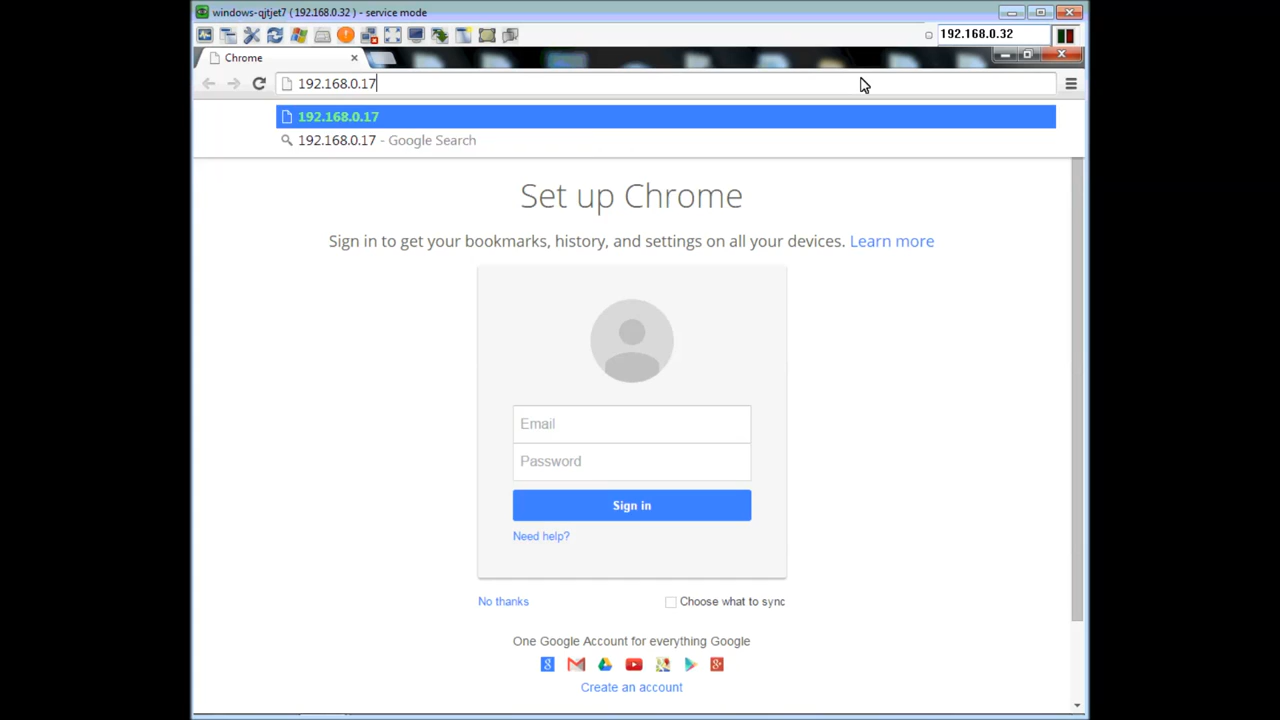 windows-qjtjet7 ( 192.168.0.32 ) - service mode
192.168.0.32
Chrome
192.168.0.17
192.168.0.17
192.168.0.17 - Google Search
Set up Chrome
Sign in to get your bookmarks, history, and settings on all your devices. Learn more
Email
Password
Sign in
Need help?
No thanks
Choose what to sync
One Google Account for everything Google
Create an account